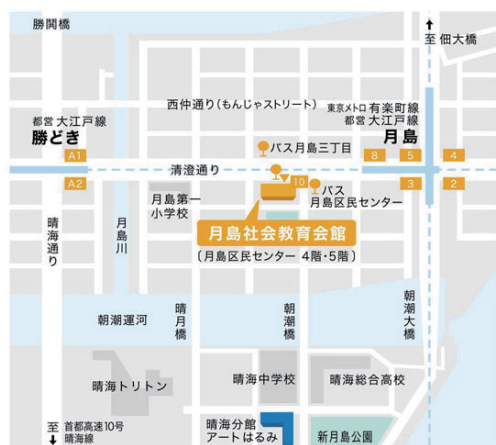 勝鬨橋
至 佃大橋
西仲通り（もんじゃストリート）
東京メトロ 有楽町線
都営 大江戸線
月島
都営 大江戸線
勝どき
バス月島三丁目
A1
8
5
4
清澄通り
A2
10
3
2
バス
月島区民センター
月島第一
小学校
月島社会教育会館
〔月島区民センター 4階・5階〕
晴海通り
月島川
朝潮運河
晴月橋
朝潮橋
朝潮大橋
晴海トリトン
晴海中学校
晴海総合高校
至 首都高速10号
晴海線
晴海分館
アートはるみ
新月島公園